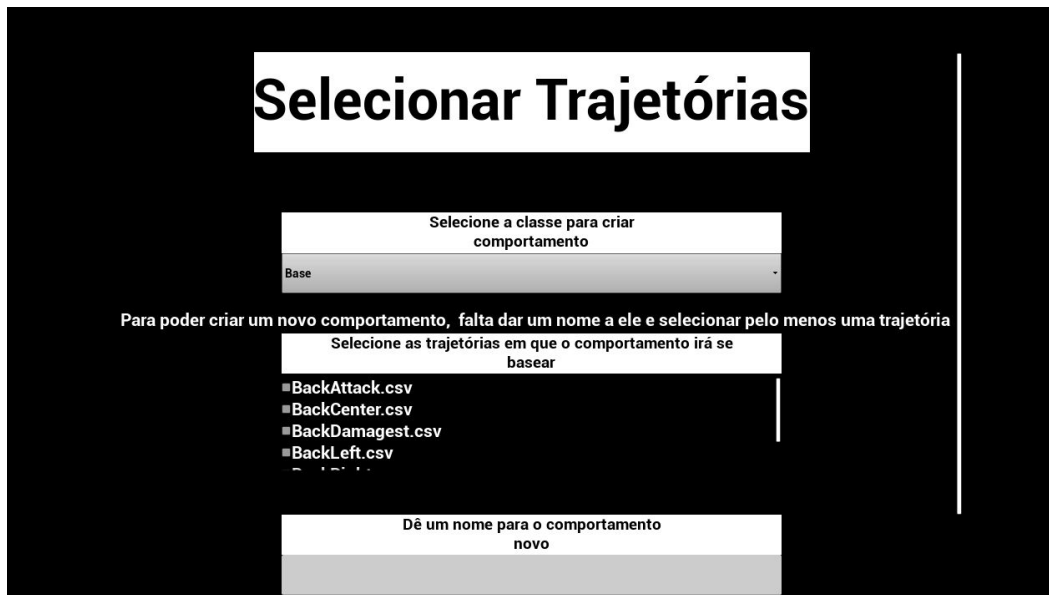 Selecionar Trajetórias
Selecione a classe para criar
comportamento
Base
Para poder criar um novo comportamento,  falta dar um nome a ele e selecionar pelo menos uma trajetória
Selecione as trajetórias em que o comportamento irá se
basear
BackAttack.csv
BackCenter.csv
BackDamagest.csv
BackLeft.csv
Dê um nome para o comportamento
novo